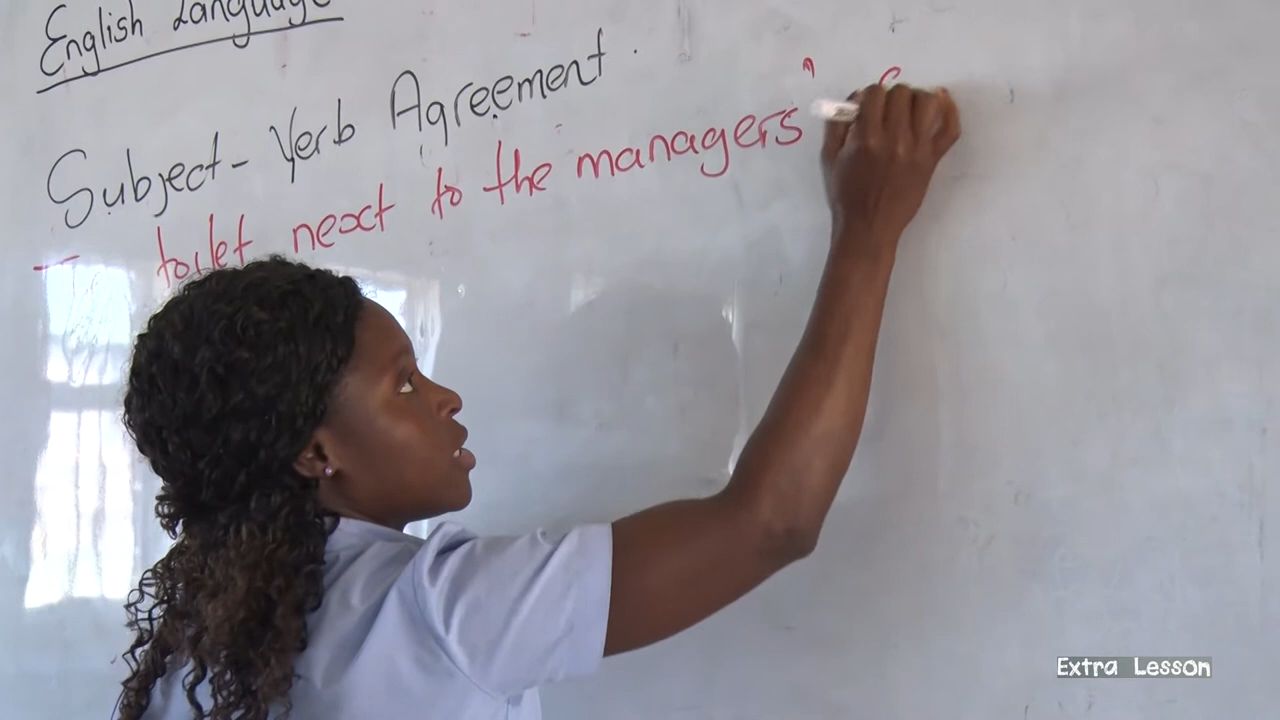 English Language
Subject-Verb Agreement.
toilet next to the managers'
Extra Lesson